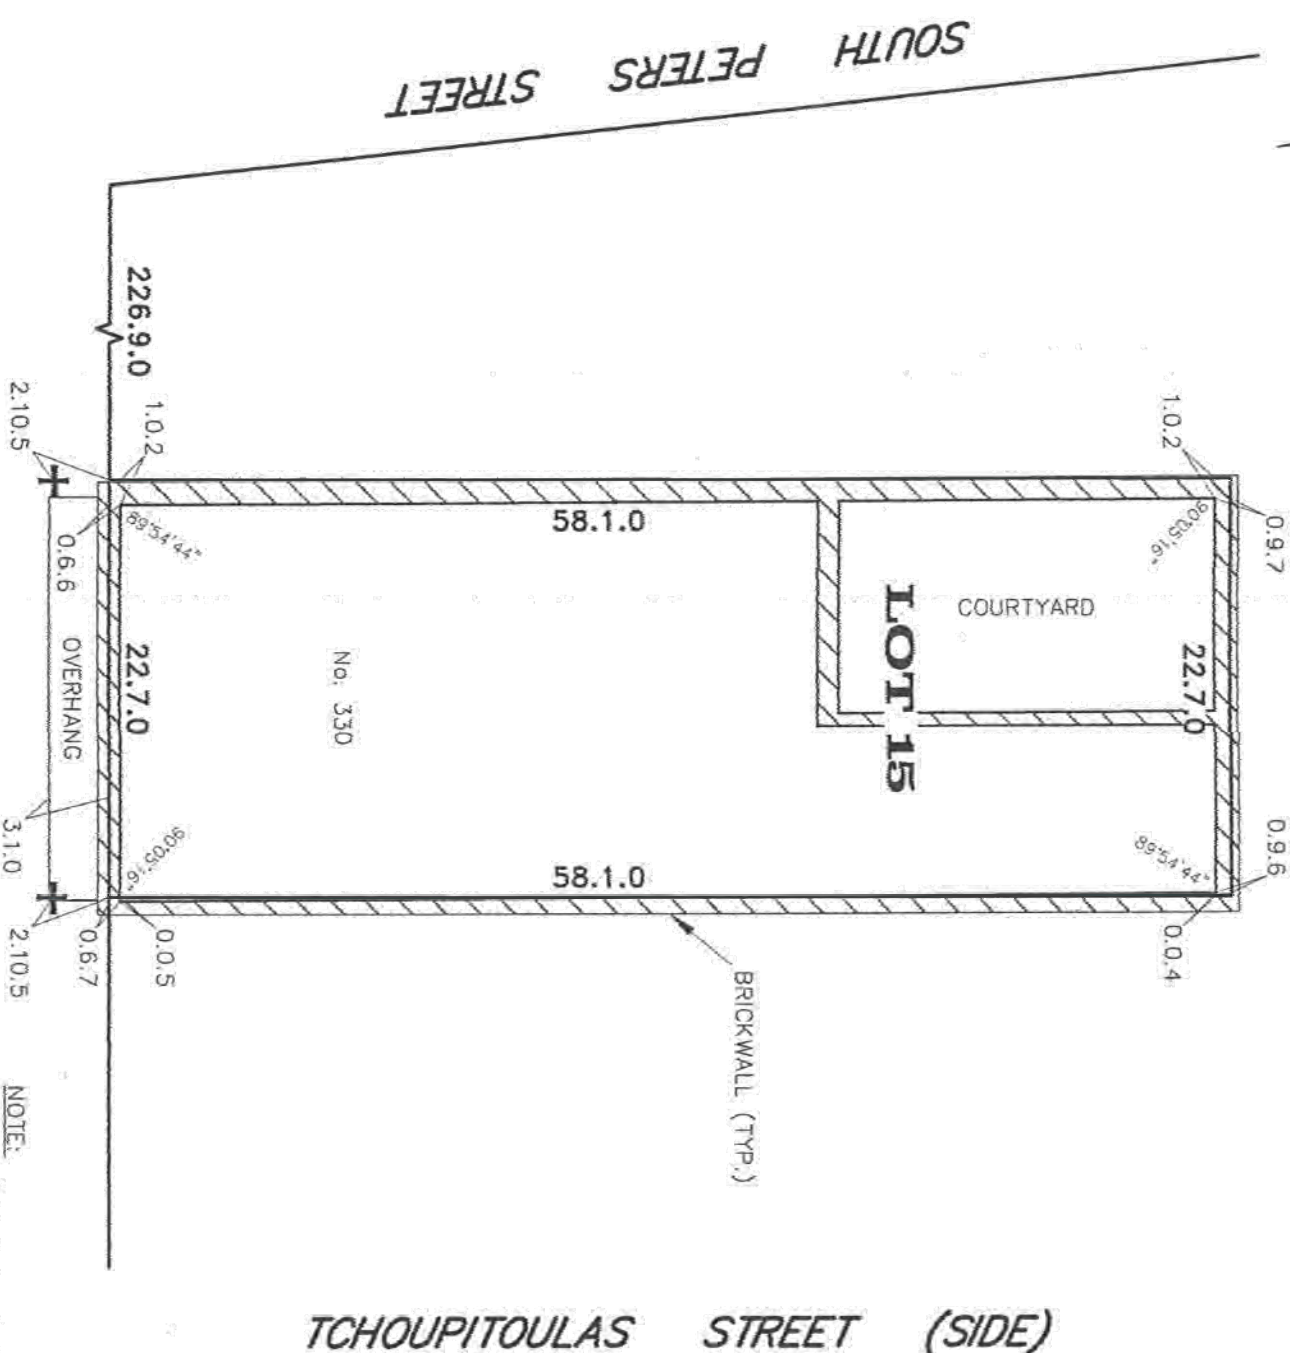 SOUTH PETERS STREET
226.9.0
2.10.5
1.0.2
1.0.2
0.9.7
89°54'44"
90°05'16"
58.1.0
0.6.6
OVERHANG
COURTYARD
22.7.0
22.7.0
No. 330
LOT 15
3.1.0
90°05'16"
89°54'44"
0.9.6
58.1.0
2.10.5
0.6.7
0.0.5
0.0.4
BRICKWALL (TYP.)
NOTE:
TCHOUPITOULAS STREET (SIDE)